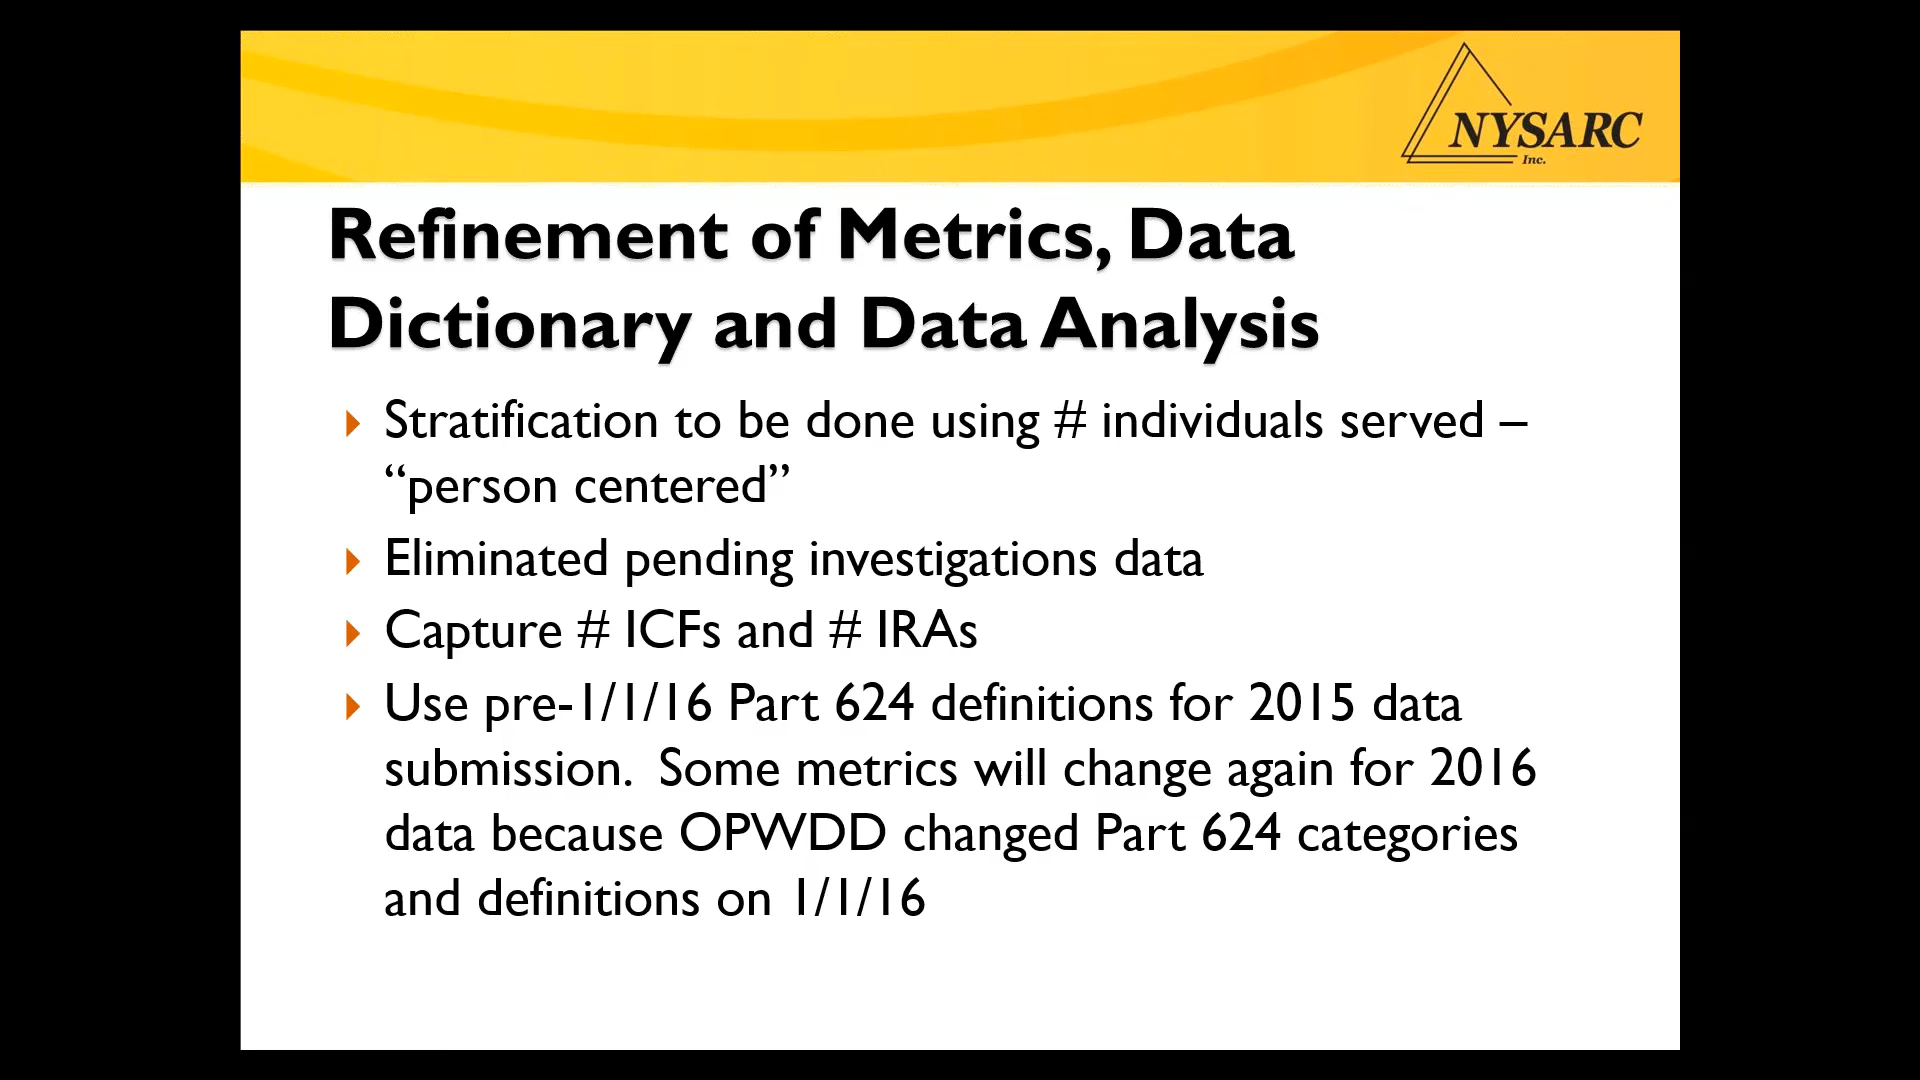 NYSARC
Inc.
Refinement of Metrics, Data
Dictionary and Data Analysis
Stratification to be done using # individuals served –
“person centered”
Eliminated pending investigations data
Capture # ICFs and # IRAs
Use pre-1/1/16 Part 624 definitions for 2015 data
submission.  Some metrics will change again for 2016
data because OPWDD changed Part 624 categories
and definitions on 1/1/16